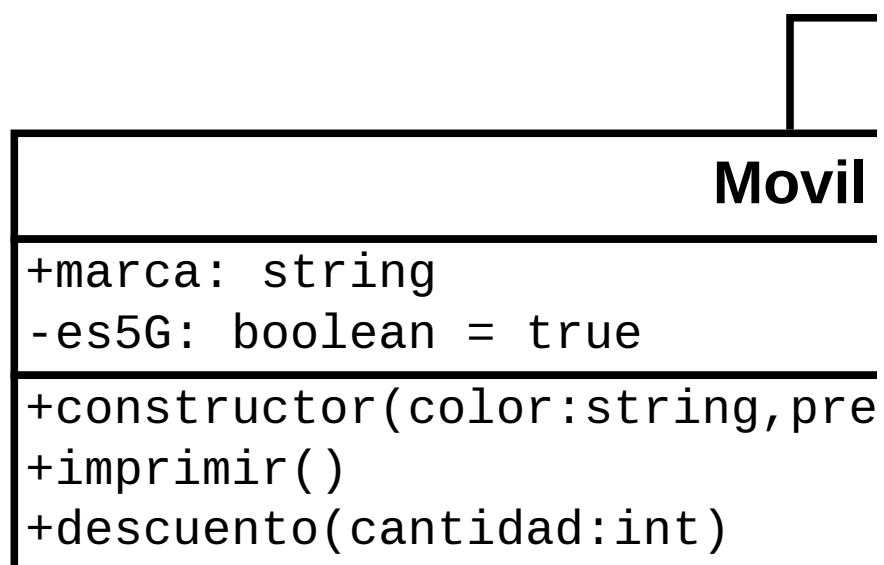 Movil
+marca: string
-es5G: boolean = true
+constructor(color:string,pre
+imprimir()
+descuento(cantidad:int)